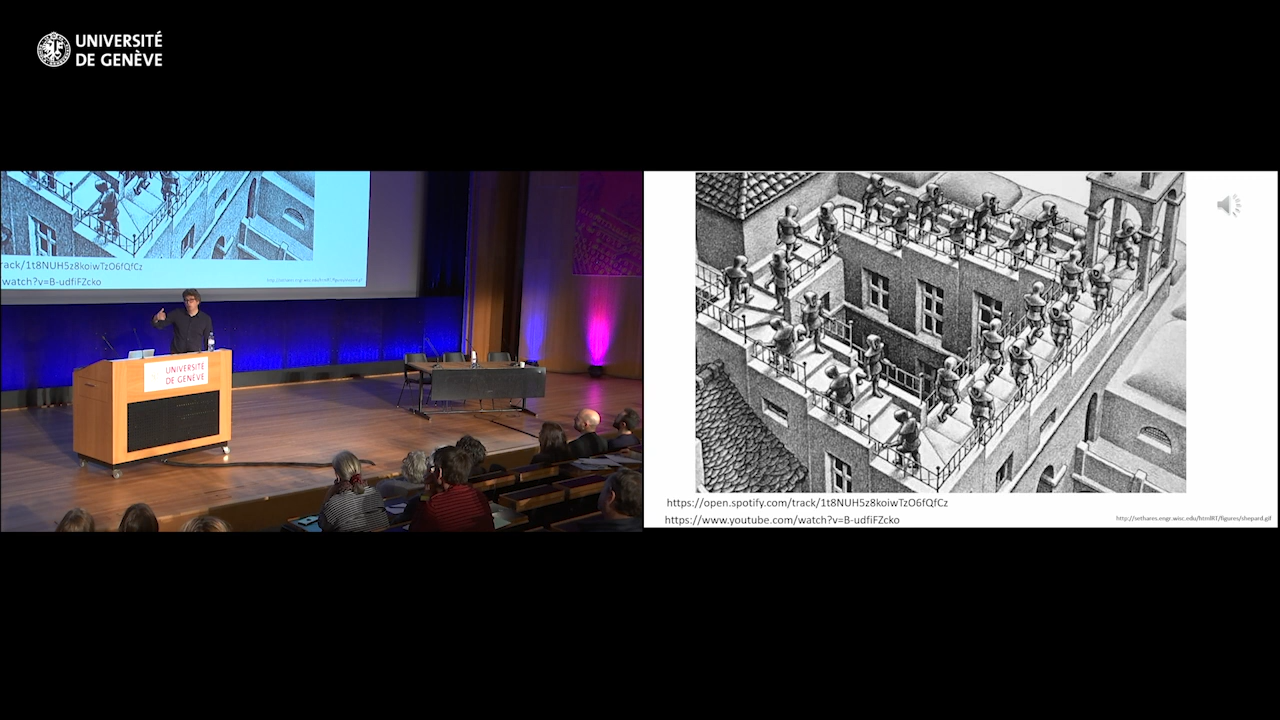 UNIVERSITÉ
DE GENÈVE
rack/1t8NUH5z8koiwTzO6fQfCz
watch?v=B-udfiFZcko
UNIVERSITÉ
DE GENÈVE
https://open.spotify.com/track/1t8NUH5z8koiwTzO6fQfCz
https://www.youtube.com/watch?v=B-udfiFZcko
http://sethares.engr.wisc.edu/htmlRT/figures/shepard.gif